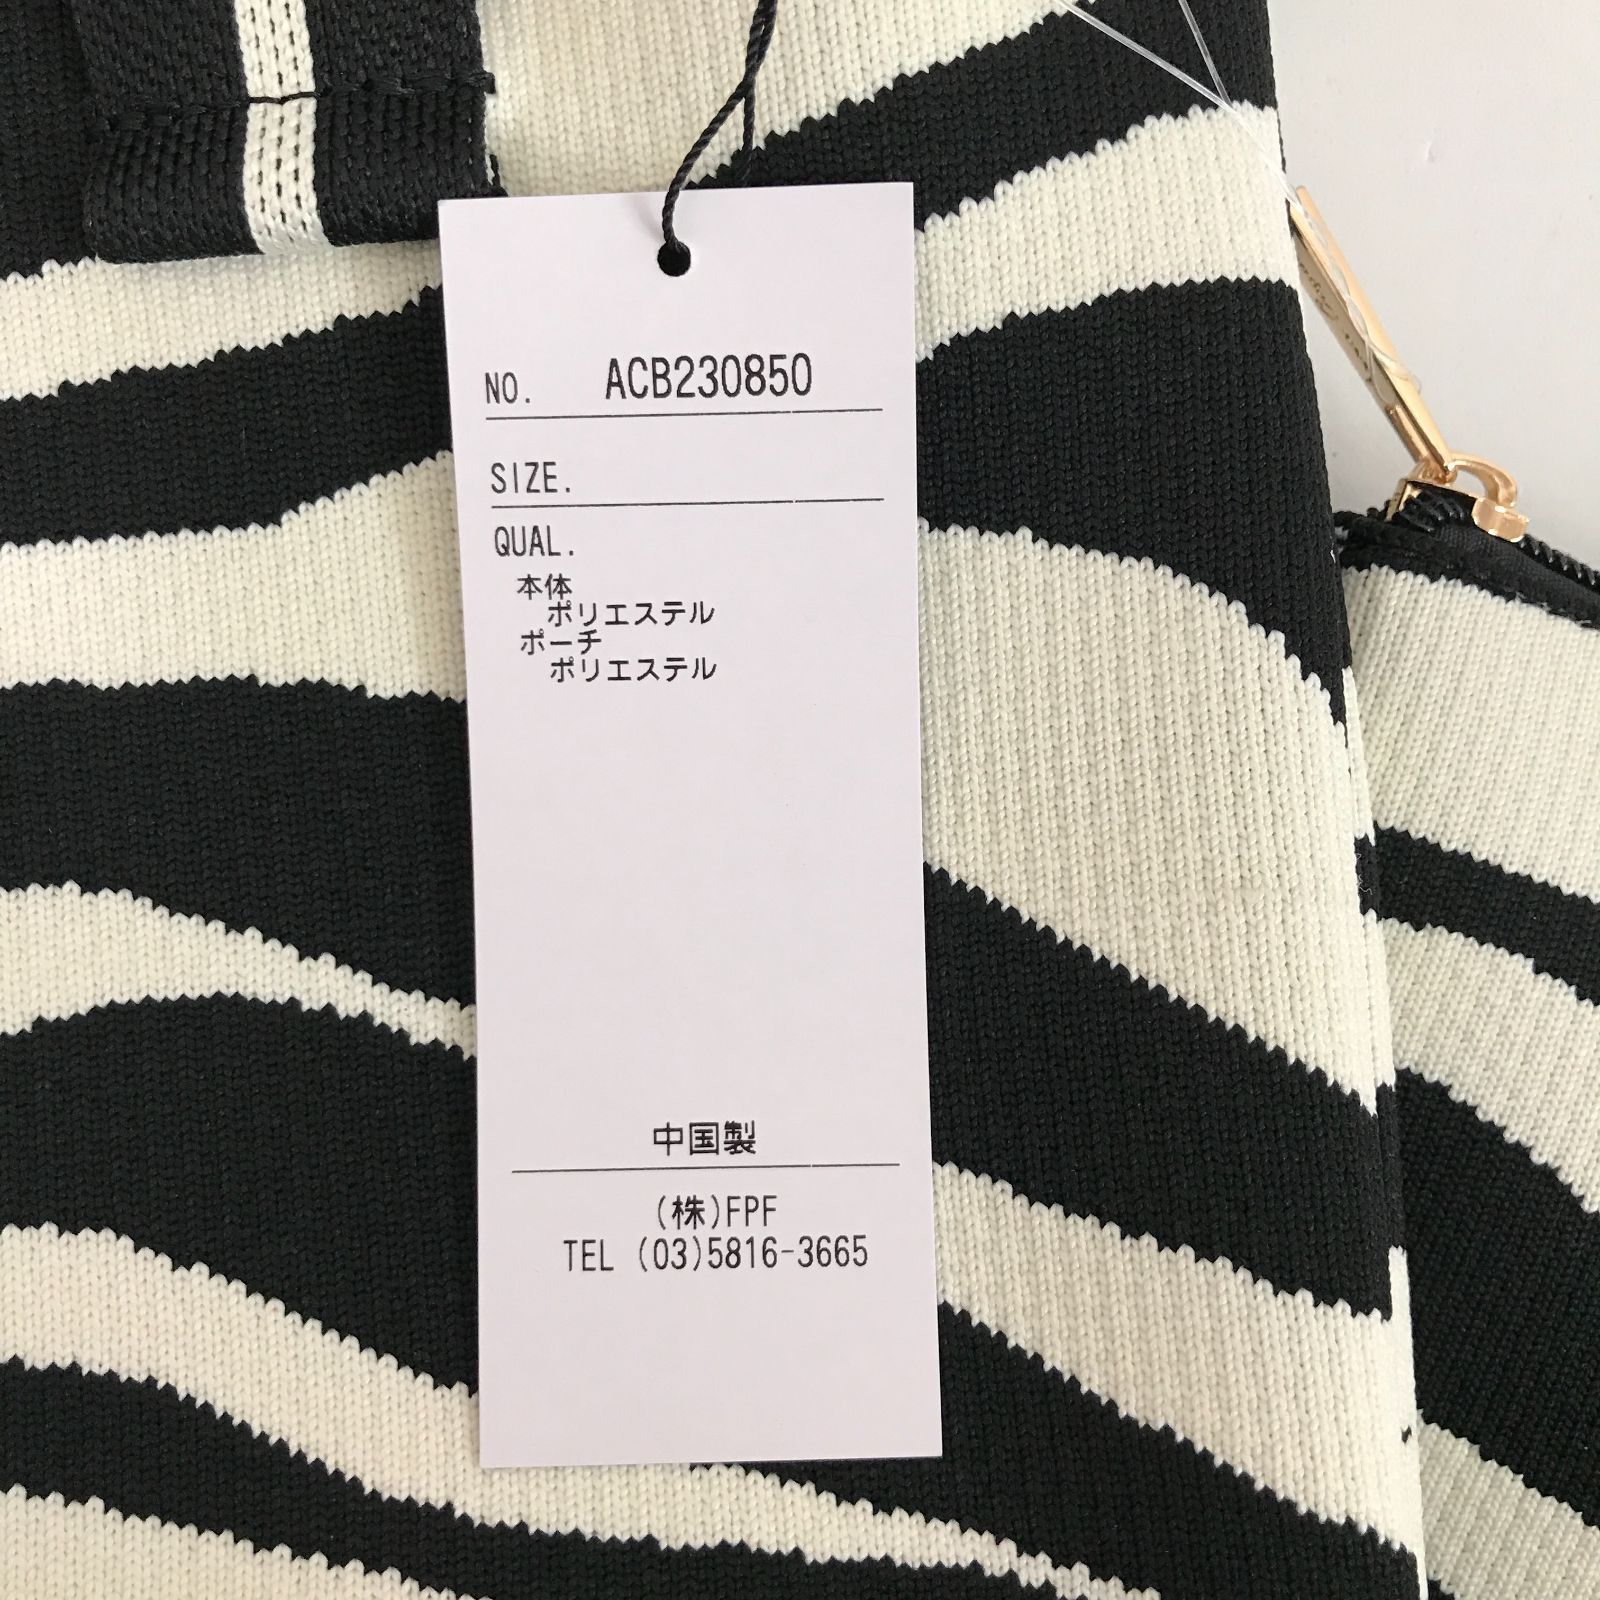 NO. ACB230850
SIZE.
QUAL.
本体
ポリエステル
ポーチ
ポリエステル
中国製
(株)FPF
TEL (03)5816-3665